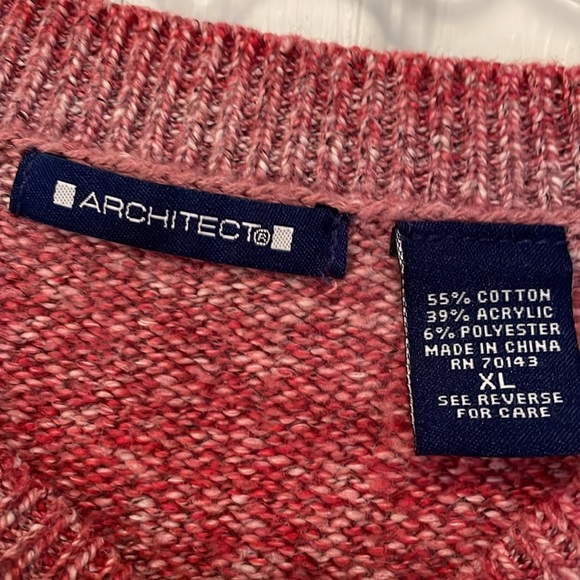 ARCHITECT®
55% COTTON
39% ACRYLIC
6% POLYESTER
MADE IN CHINA
RN 70143
XL
SEE REVERSE
FOR CARE